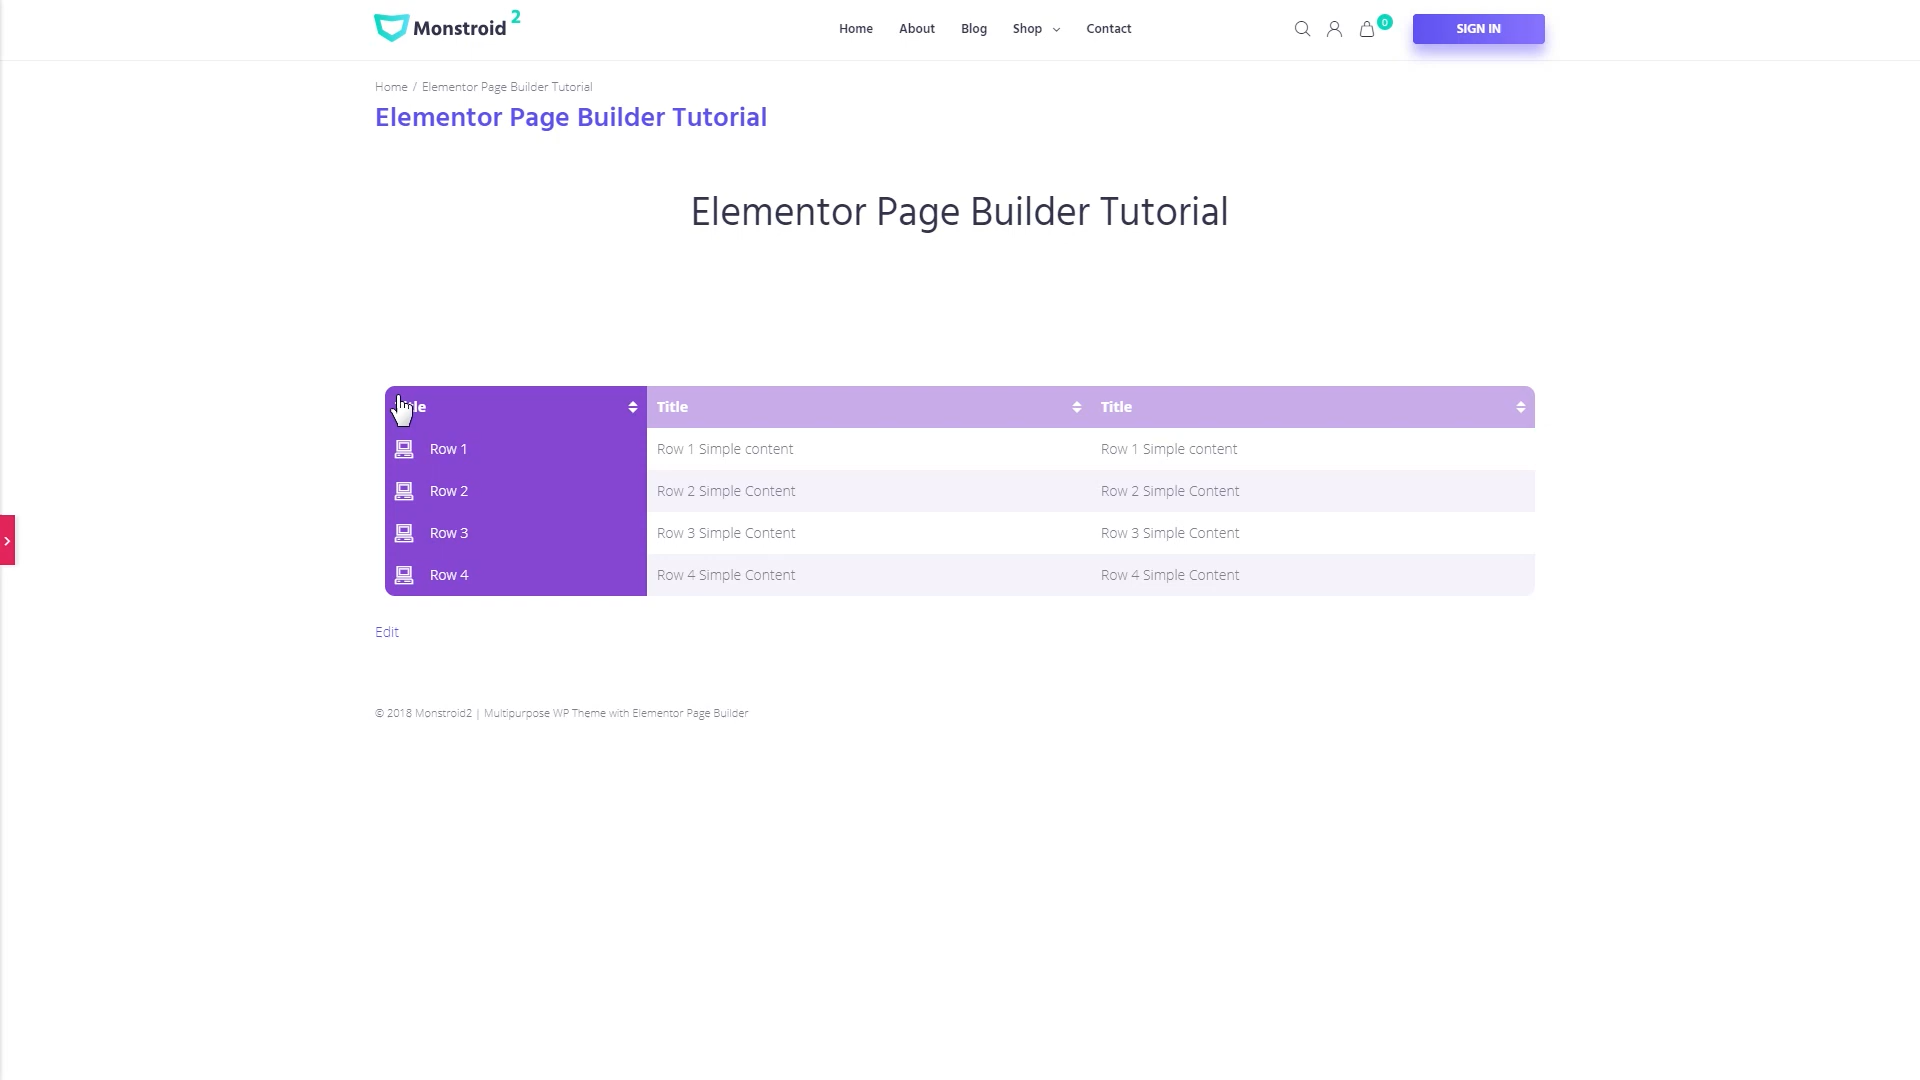 Monstroid 2
Home About Blog Shop Contact
0
SIGN IN
Home / Elementor Page Builder Tutorial
Elementor Page Builder Tutorial
Elementor Page Builder Tutorial
Title Title
Row 1 Row 1 Simple content Row 1 Simple content
Row 2 Row 2 Simple Content Row 2 Simple Content
Row 3 Row 3 Simple Content Row 3 Simple Content
Row 4 Row 4 Simple Content Row 4 Simple Content
Edit
© 2018 Monstroid2 | Multipurpose WP Theme with Elementor Page Builder